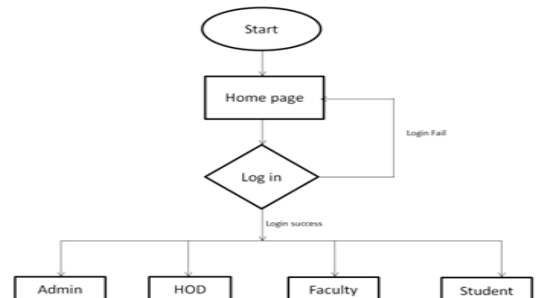 Start
Home page
Login Fail
Log in
Login success
Admin
HOD
Faculty
Student